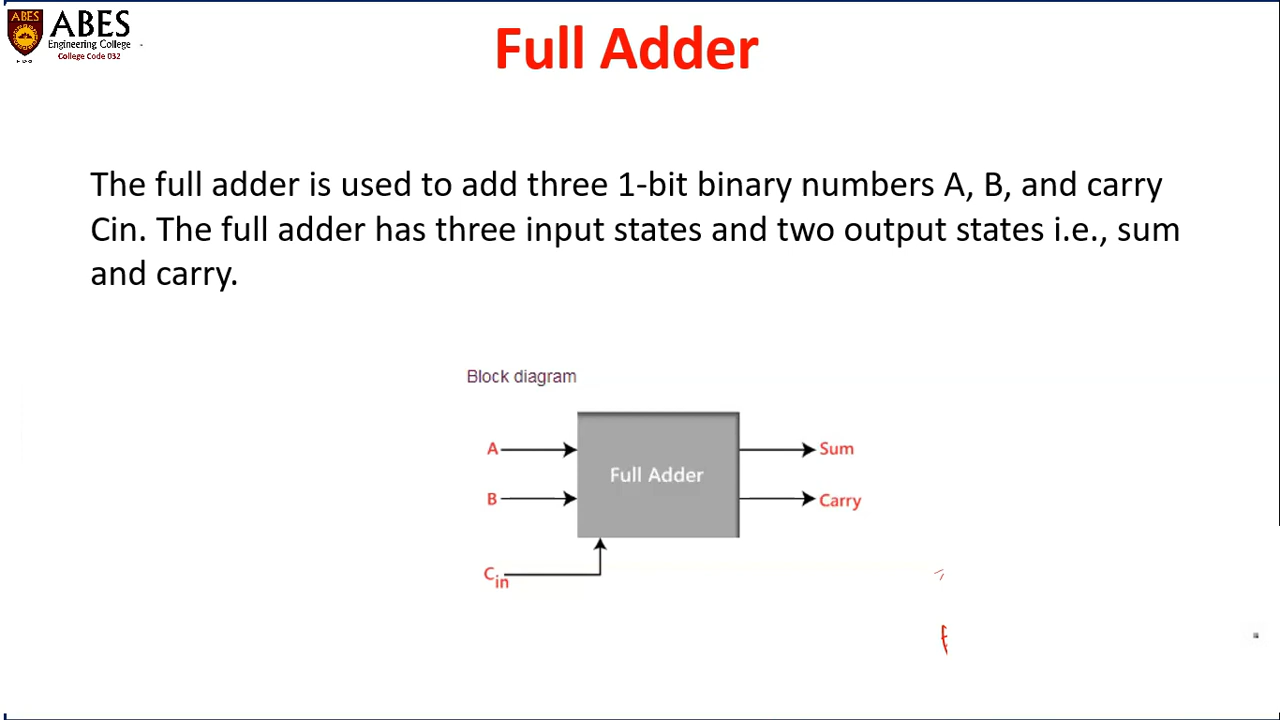 ABES
ABES
Engineering College
College Code 032
Full Adder
The full adder is used to add three 1-bit binary numbers A, B, and carry
Cin. The full adder has three input states and two output states i.e., sum
and carry.
Block diagram
A
Sum
Full Adder
B
Carry
Cin